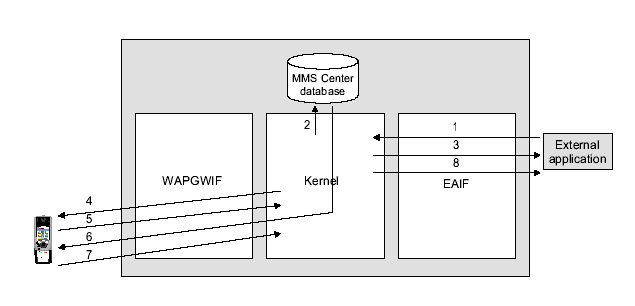 MMS Center
database
2
1
3
8
External
application
WAPGWIF
Kernel
EAIF
4
5
6
7